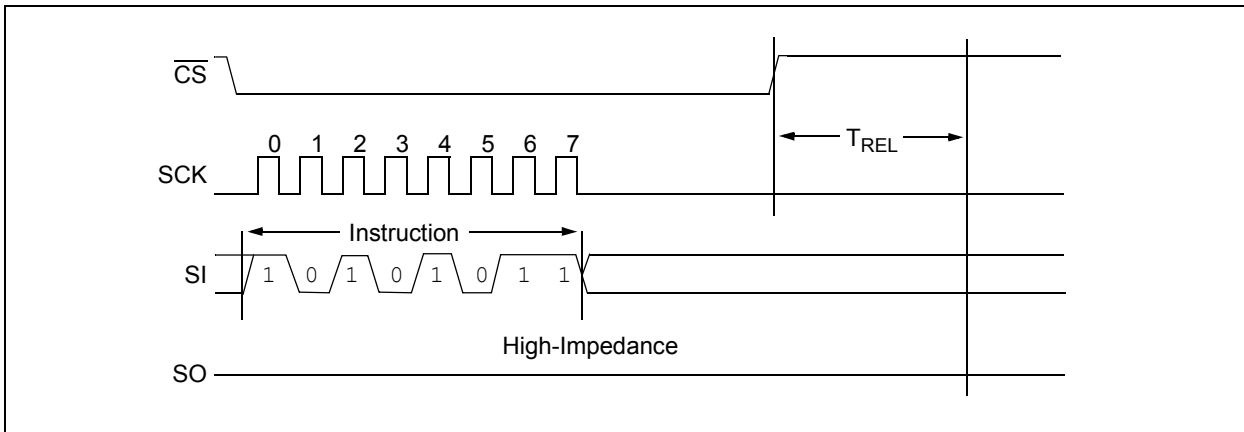 CS
TREL
0 1 2 3 4 5 6 7
SCK
Instruction
SI 1 0 1 0 1 0 1 1
High-Impedance
SO